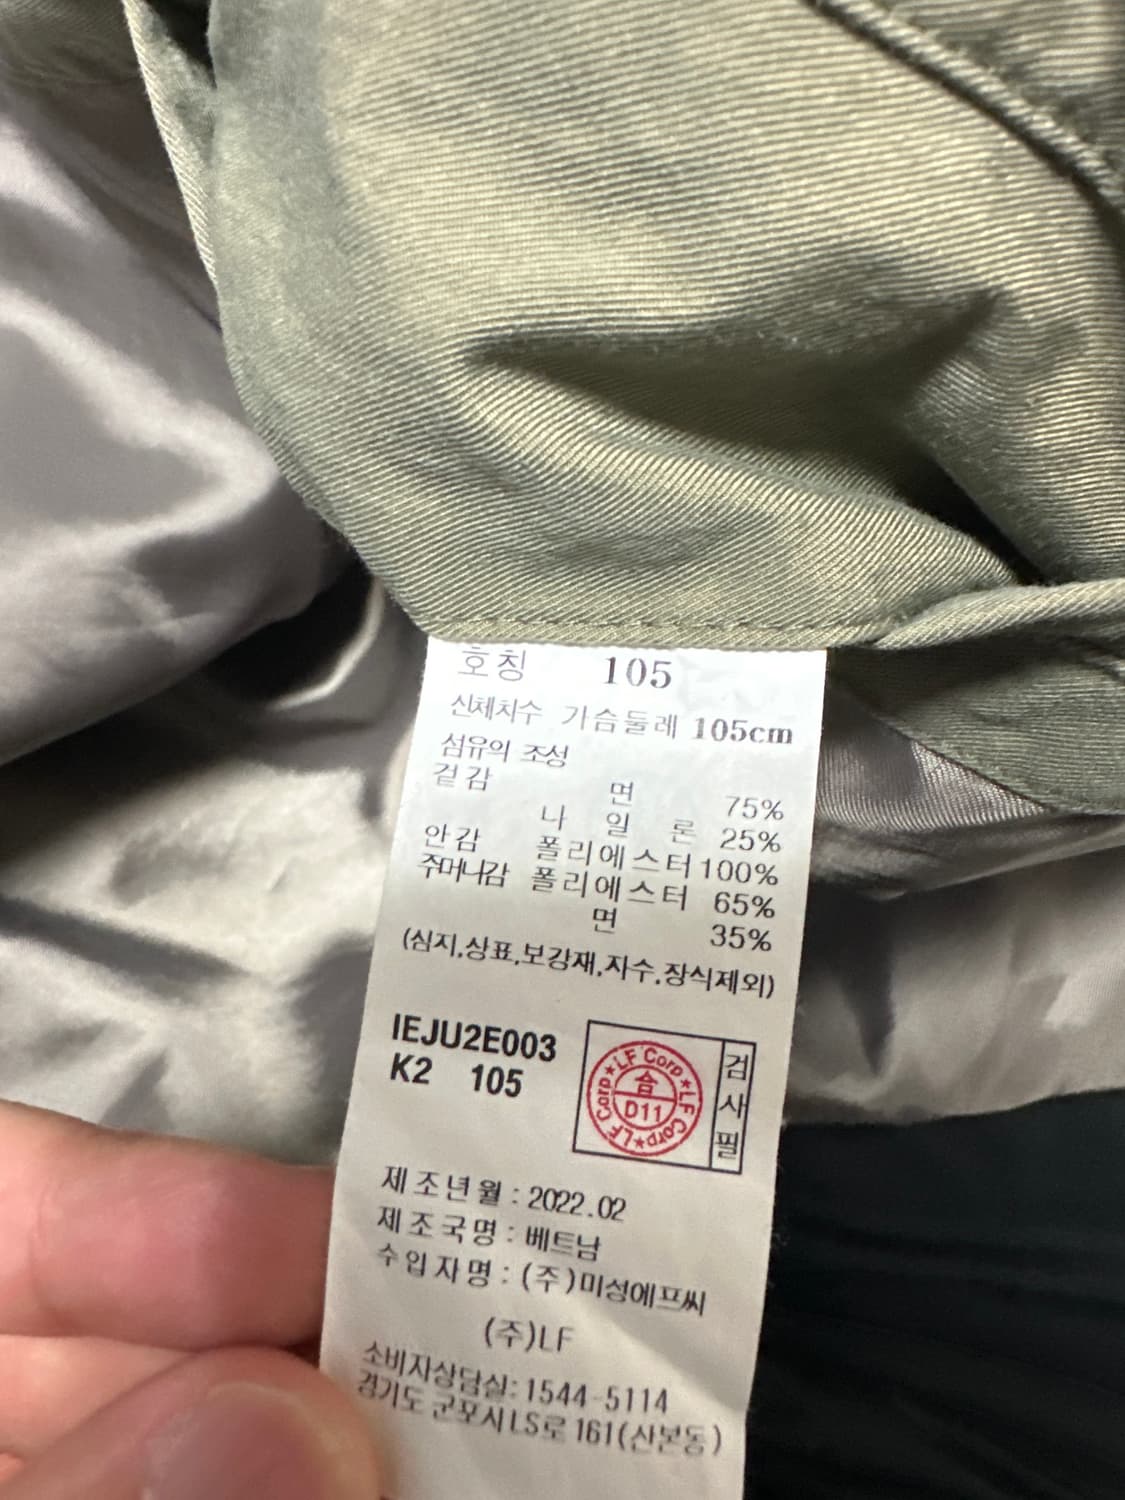 호칭 105
신체치수 가슴둘레 105cm
섬유의 조성
겉감 면 75%
나일론 25%
안감 폴리에스터 100%
주머니감 폴리에스터 65%
면 35%
(심지,상표,보강재,자수,장식제외)
IEJU2E003
K2 105
LF Corp★LF Corp★LF Corp★
合
D11
검사필
제조년월 : 2022.02
제조국명 : 베트남
수입자명 : (주)미성에프씨
(주)LF
소비자상담실: 1544-5114
경기도 군포시 LS로 161(산본동)